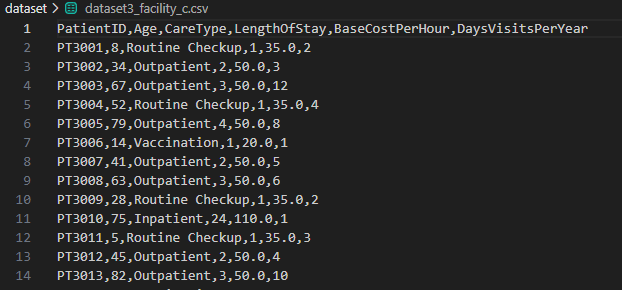 dataset > dataset3_facility_c.csv
1 PatientID,Age,CareType,LengthOfStay,BaseCostPerHour,DaysVisitsPerYear
2 PT3001,8,Routine Checkup,1,35.0,2
3 PT3002,34,Outpatient,2,50.0,3
4 PT3003,67,Outpatient,3,50.0,12
5 PT3004,52,Routine Checkup,1,35.0,4
6 PT3005,79,Outpatient,4,50.0,8
7 PT3006,14,Vaccination,1,20.0,1
8 PT3007,41,Outpatient,2,50.0,5
9 PT3008,63,Outpatient,3,50.0,6
10 PT3009,28,Routine Checkup,1,35.0,2
11 PT3010,75,Inpatient,24,110.0,1
12 PT3011,5,Routine Checkup,1,35.0,3
13 PT3012,45,Outpatient,2,50.0,4
14 PT3013,82,Outpatient,3,50.0,10